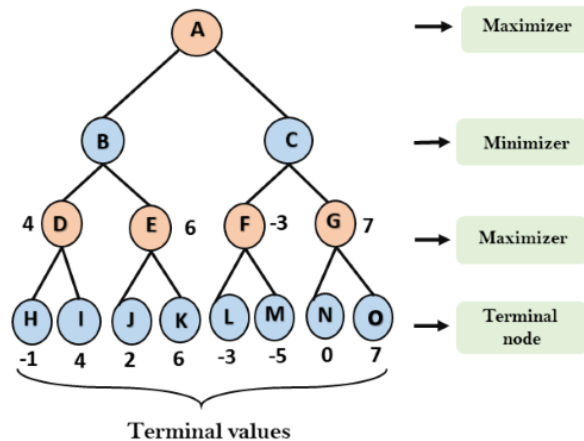 A
Maximizer
B
C
Minimizer
4 D E 6 F -3 G 7
Maximizer
H I J K L M N O
Terminal
node
-1 4 2 6 -3 -5 0 7
Terminal values